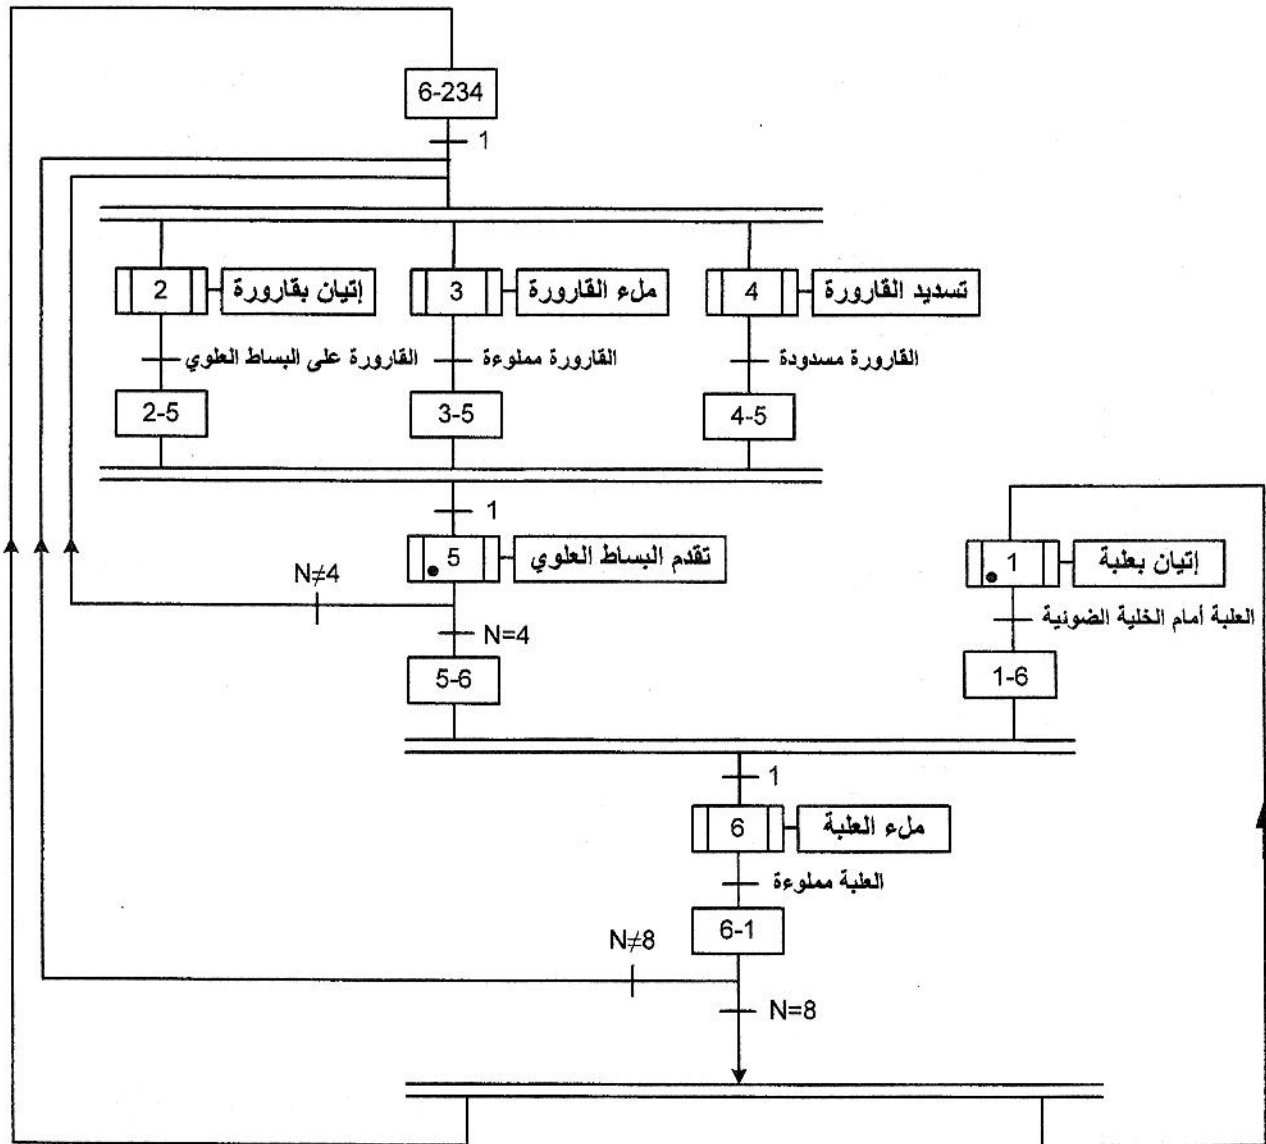 6-234
1
2
إتيان بقارورة
3
ملء القارورة
4
تسديد القارورة
القارورة على البساط العلوي
القارورة مملوءة
القارورة مسدودة
2-5
3-5
4-5
1
5
تقدم البساط العلوي
1
إتيان بعلبة
N≠4
N=4
العلبة أمام الخلية الضوئية
5-6
1-6
1
6
ملء العلبة
العلبة مملوءة
6-1
N≠8
N=8